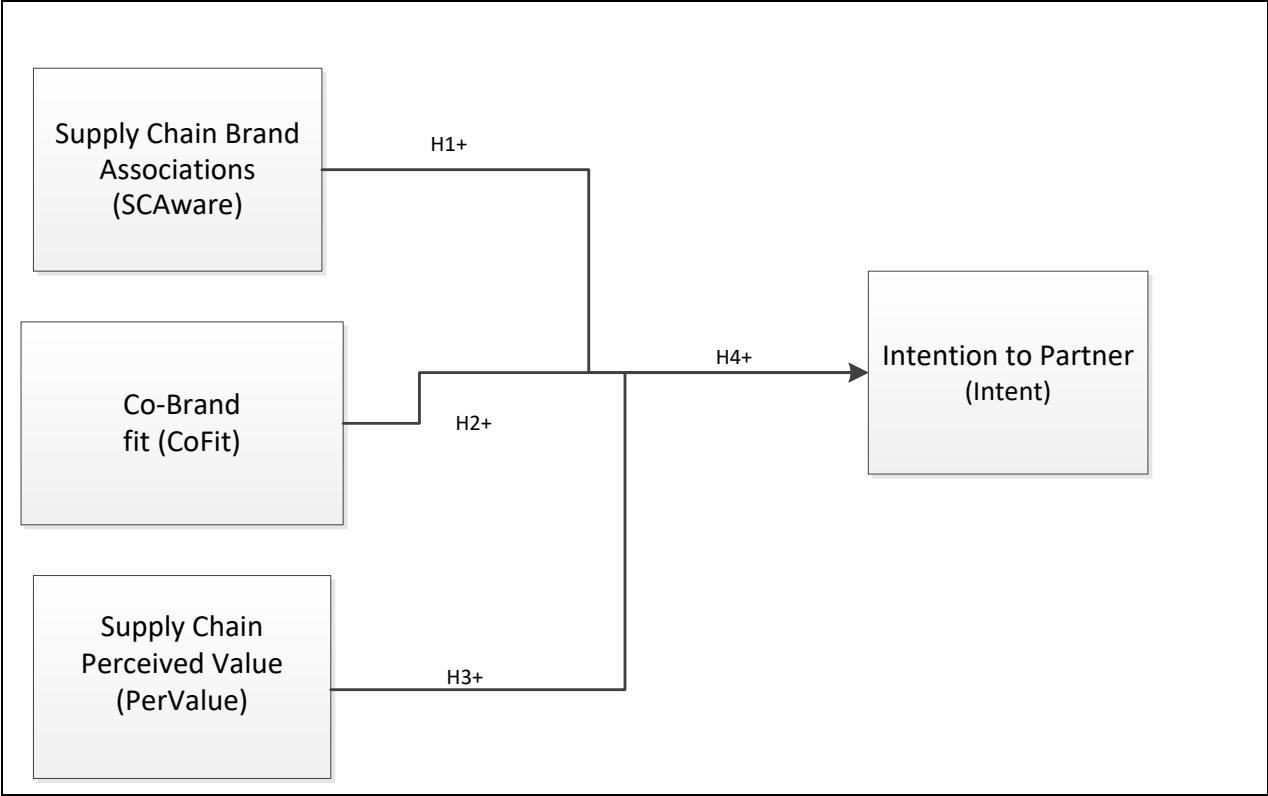 Supply Chain Brand
Associations
(SCAware)
H1+
Co-Brand
fit (CoFit)
H2+
Supply Chain
Perceived Value
(PerValue)
H3+
H4+
Intention to Partner
(Intent)